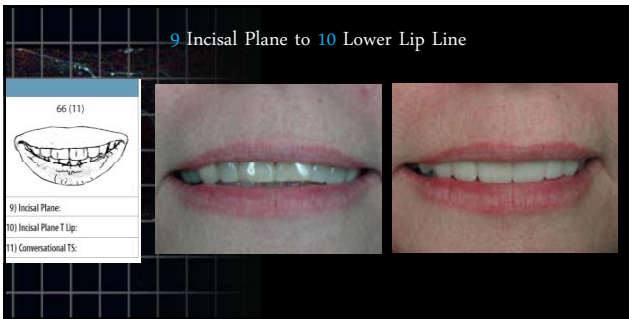 9 Incisal Plane to 10 Lower Lip Line
66 (11)
9) Incisal Plane:
10) Incisal Plane T Lip:
11) Conversational TS: